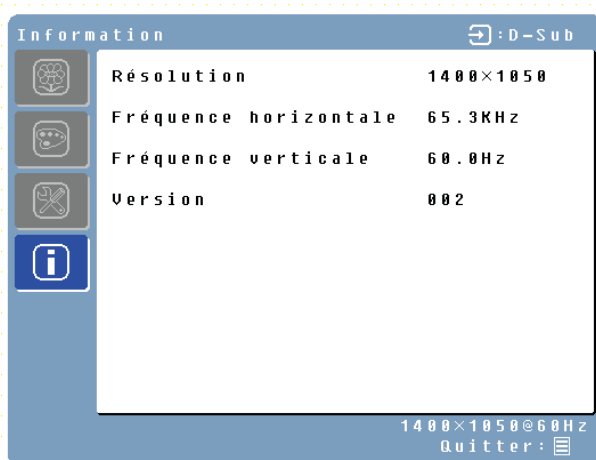 Information :D-Sub
Résolution 1400×1050
Fréquence horizontale 65.3KHz
Fréquence verticale 60.0Hz
Version 002
1400×1050@60Hz
Quitter: